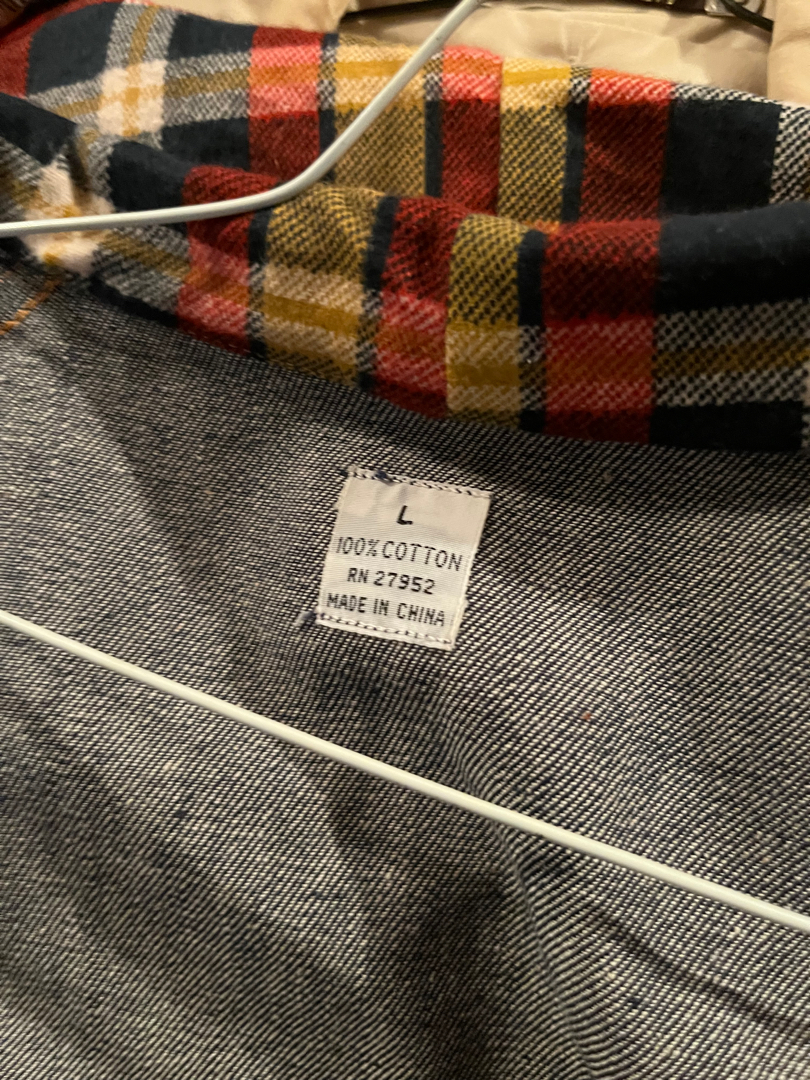 L
100% COTTON
RN 27952
MADE IN CHINA